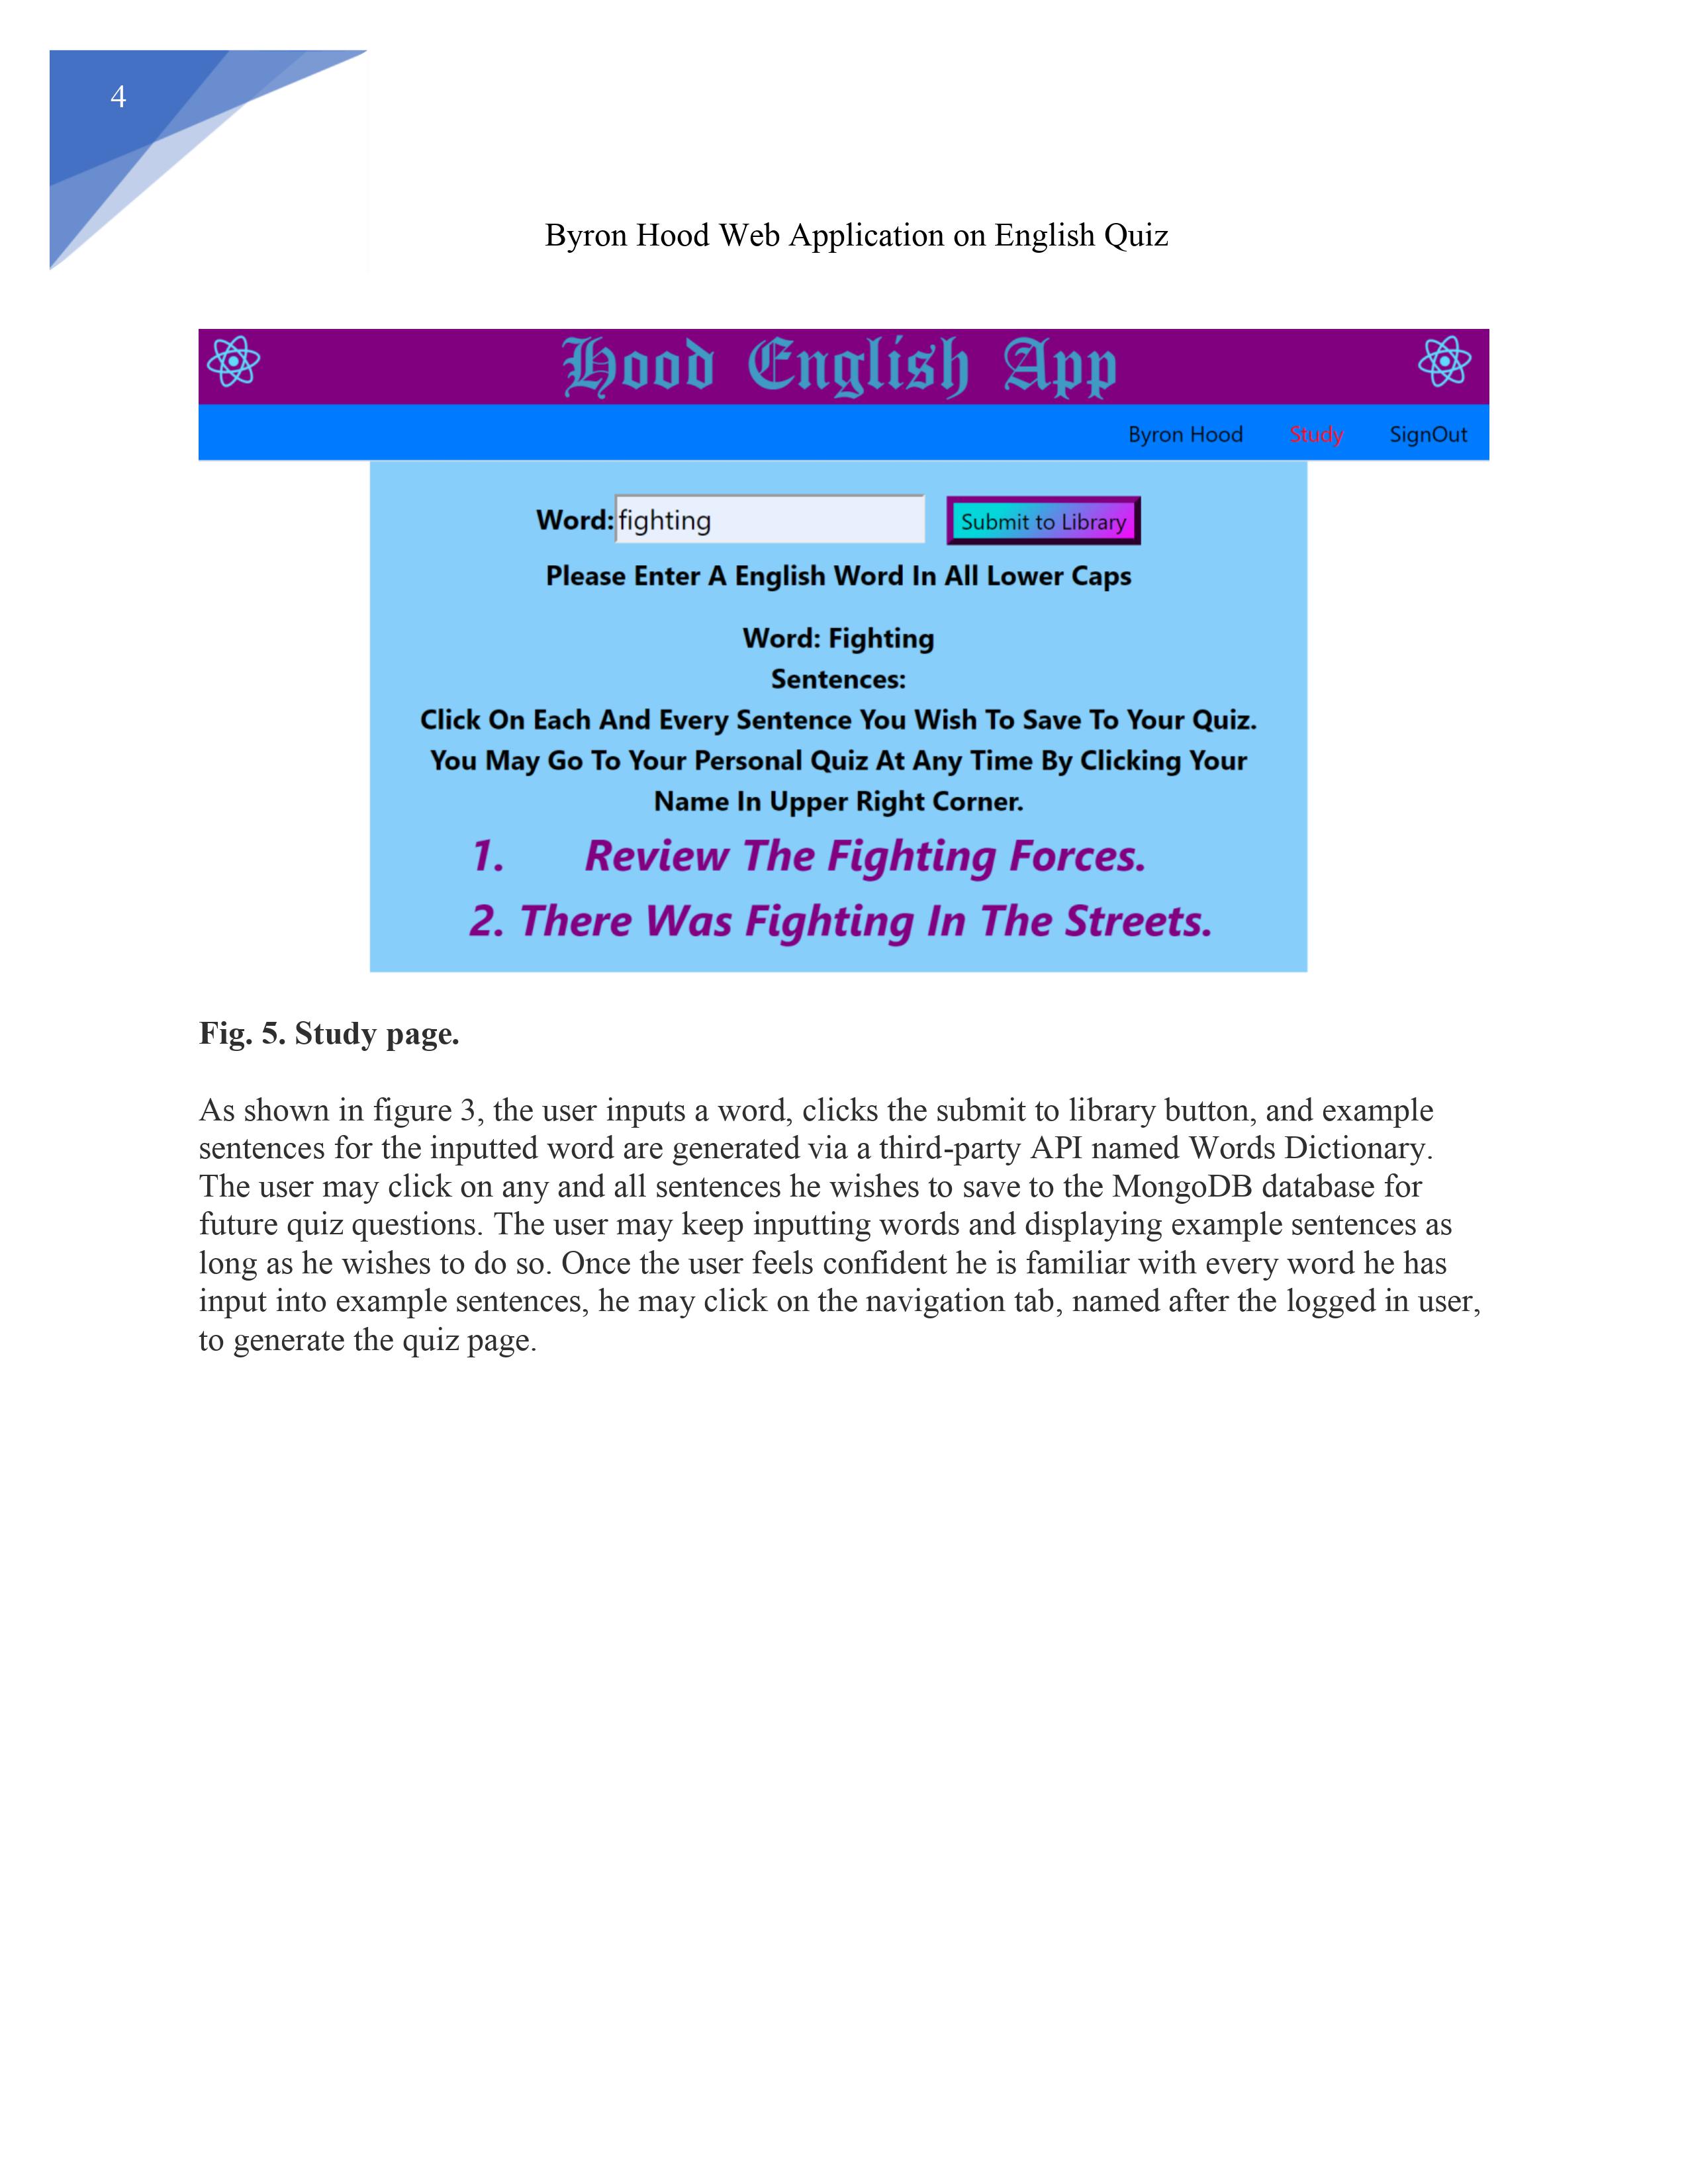 4
Byron Hood Web Application on English Quiz
Hood English App
Byron Hood Study SignOut
Word: fighting Submit to Library
Please Enter A English Word In All Lower Caps
Word: Fighting
Sentences:
Click On Each And Every Sentence You Wish To Save To Your Quiz.
You May Go To Your Personal Quiz At Any Time By Clicking Your
Name In Upper Right Corner.
1. Review The Fighting Forces.
2. There Was Fighting In The Streets.
Fig. 5. Study page.
As shown in figure 3, the user inputs a word, clicks the submit to library button, and example
sentences for the inputted word are generated via a third-party API named Words Dictionary.
The user may click on any and all sentences he wishes to save to the MongoDB database for
future quiz questions. The user may keep inputting words and displaying example sentences as
long as he wishes to do so. Once the user feels confident he is familiar with every word he has
input into example sentences, he may click on the navigation tab, named after the logged in user,
to generate the quiz page.